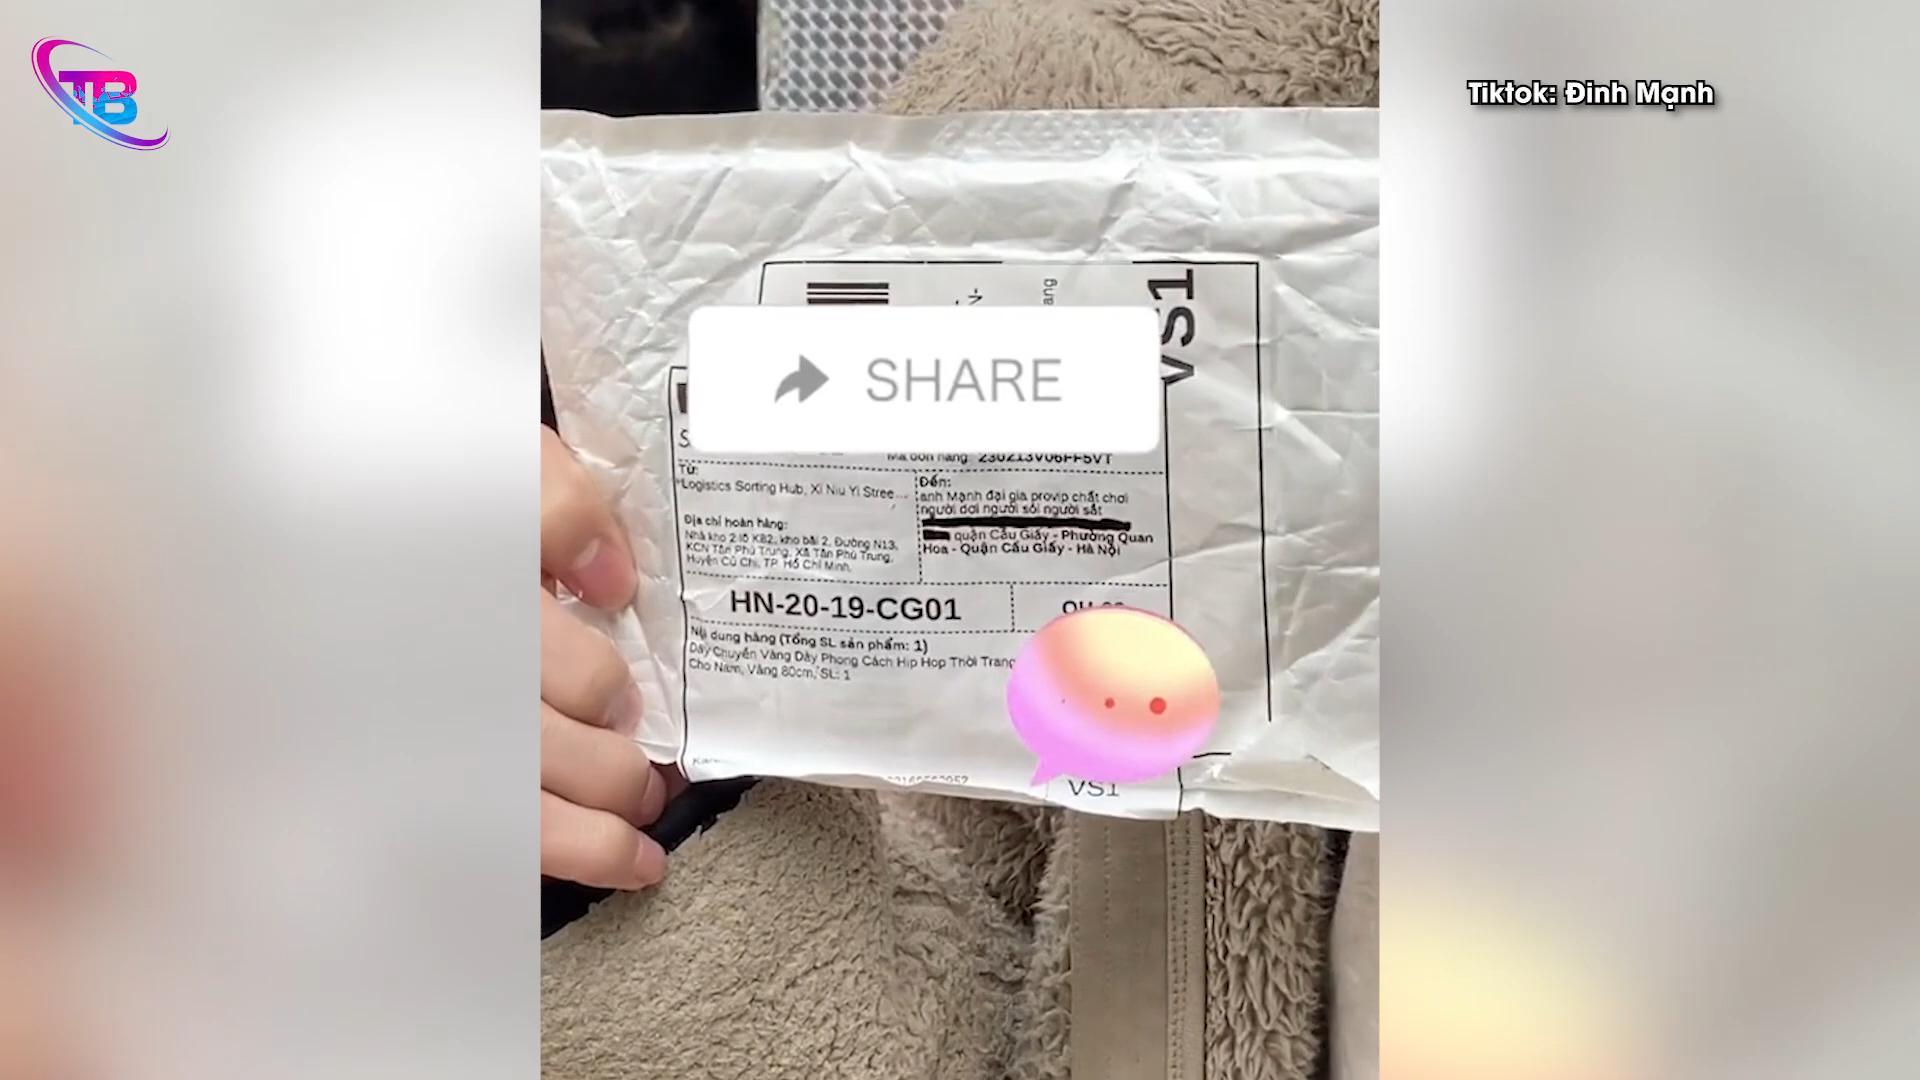 TB
Tiktok: Đinh Mạnh
ang
VS1
SHARE
Mã đơn hàng: 230213V06FF5VT
Từ:
Logistics Sorting Hub, Xi Niu Yi Stree...
Địa chỉ hoàn hàng:
Nhà kho 2 lô K82, kho bãi 2, Đường N13,
KCN Tân Phú Trung, Xã Tân Phú Trung,
Huyện Củ Chi, TP. Hồ Chí Minh.
Đến:
anh Mạnh đại gia provip chất chơi
người dơi người sói người sắt
quận Cầu Giấy - Phường Quan
Hoa - Quận Cầu Giấy - Hà Nội
HN-20-19-CG01
Nội dung hàng (Tổng SL sản phẩm: 1)
Dây Chuyền Vàng Dày Phong Cách Hip Hop Thời Trang
Cho Nam, Vàng 80cm, SL: 1
VS1